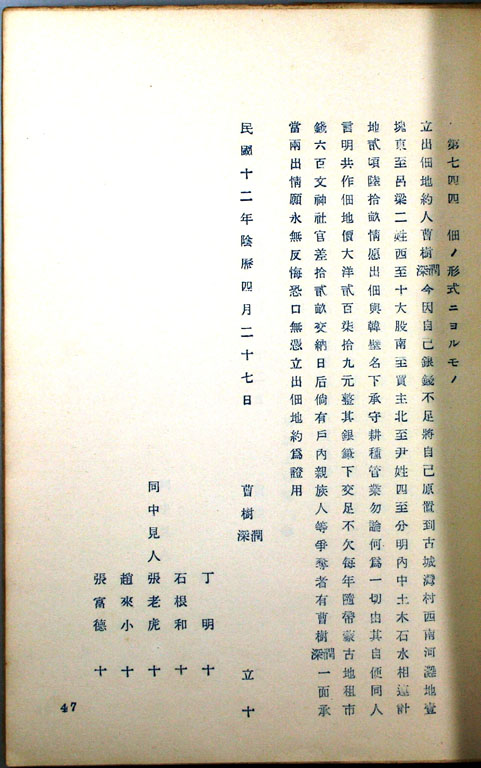 第七四四 佃ノ形式ニヨルモノ
立出佃地約人曹樹潤深今因自己銀錢不足將自己原置到古城灣村西南河灘地壹
塊東至呂梁二姓西至十大股南至買主北至尹姓四至分明內中土木石水相連計
地貳頃陸拾畝情愿出佃與韓壁名下承守耕種管業勿論何爲一切由其自便同人
言明共作佃地價大洋貳百柒拾九元整其銀筆下交足不欠每年隨帶蒙古地租市
錢六百文神社官差拾貳畝交納日后倘有戶內親族人等爭奪者有曹樹潤深一面承
當兩出情願永無反悔恐口無憑立出佃地約爲證用
民國十二年陰曆四月二十七日 曹樹潤深 立十
丁明 十
石根和 十
同中見人張老虎 十
趙來小 十
張富德 十
47